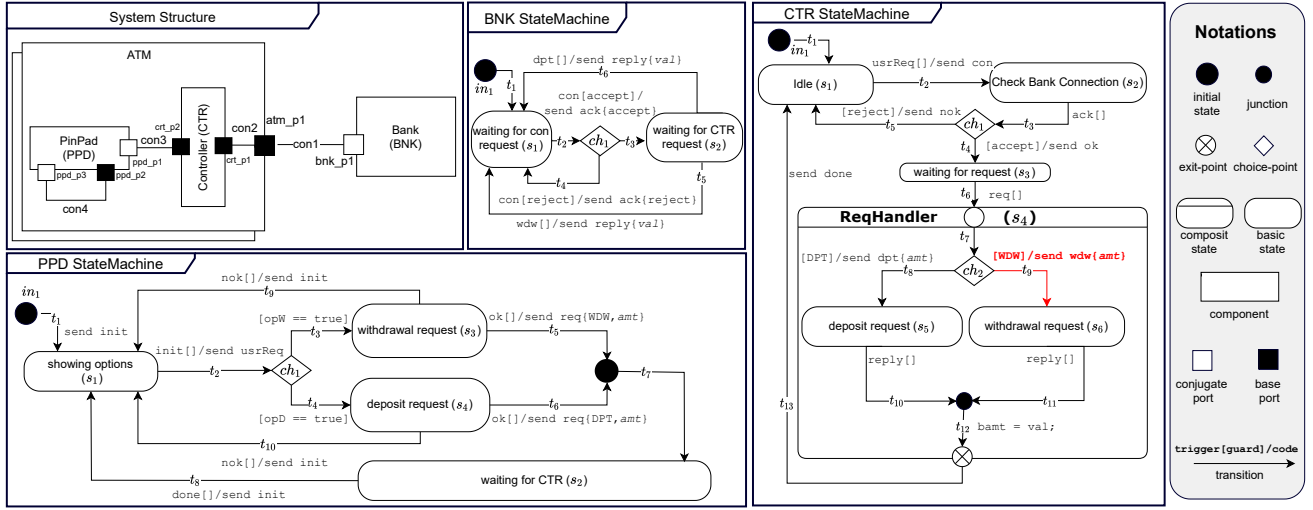 System Structure
ATM
PinPad
(PPD)
con3
crt_p2
ppd_p1
ppd_p3
ppd_p2
con4
Controller (CTR)
con2
crt_p1
atm_p1
con1
bnk_p1
Bank
(BNK)
BNK StateMachine
dpt[]/send reply{val}
t6
in1
t1
con[accept]/
send ack{accept}
waiting for con
request (s1)
t2
ch1
t3
waiting for CTR
request (s2)
t4
t5
con[reject]/send ack{reject}
wdw[]/send reply{val}
PPD StateMachine
nok[]/send init
t9
in1
t1
send init
[opW == true]
t3
withdrawal request (s3)
ok[]/send req{WDW,amt}
t5
init[]/send usrReq
showing options
(s1)
t2
ch1
t7
t4
[opD == true]
deposit request (s4)
t6
ok[]/send req{DPT,amt}
t10
nok[]/send init
t8
done[]/send init
waiting for CTR (s2)
CTR StateMachine
t1
in1
usrReq[]/send con
Idle (s1)
t2
Check Bank Connection (s2)
[reject]/send nok
t5
ch1
t3
ack[]
t4
[accept]/send ok
send done
waiting for request (s3)
t6
req[]
ReqHandler (s4)
t7
[DPT]/send dpt{amt}
[WDW]/send wdw{amt}
t8
ch2
t9
deposit request (s5)
withdrawal request (s6)
reply[]
reply[]
t13
t10
t11
t12
bamt = val;
Notations
initial
state
junction
exit-point
choice-point
composit
state
basic
state
component
conjugate
port
base
port
trigger[guard]/code
transition